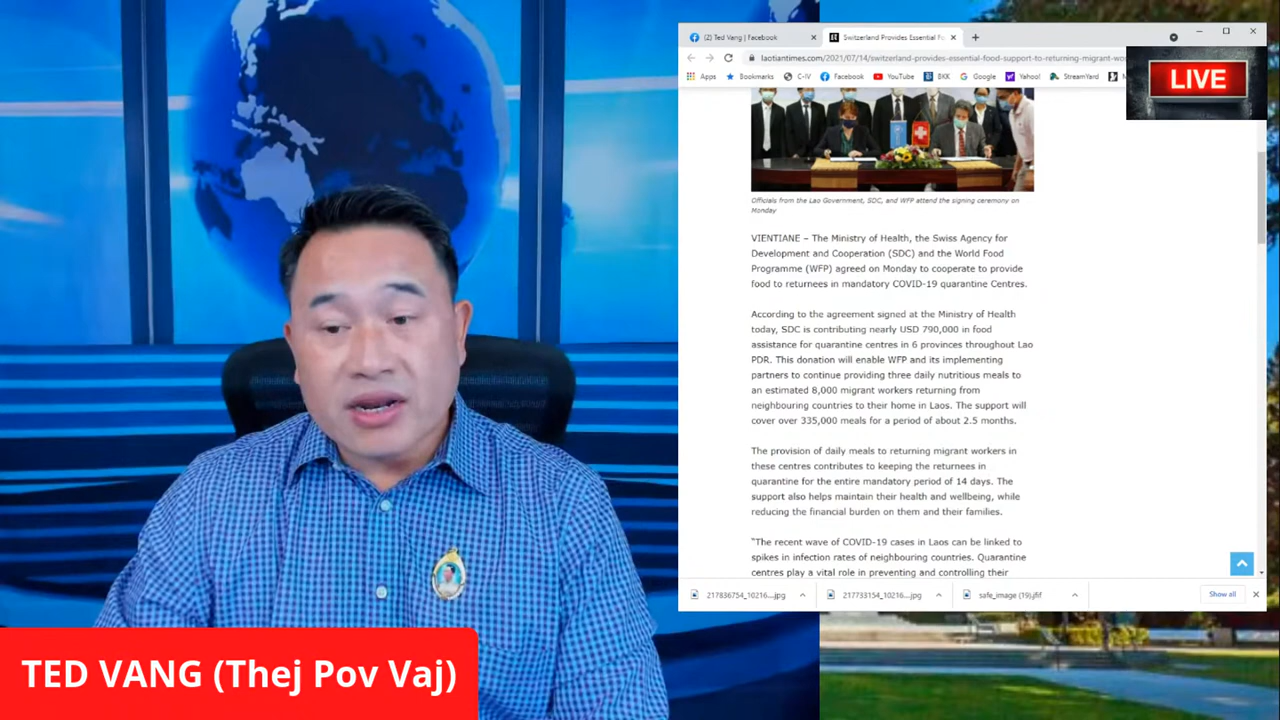 (2) Ted Vang | Facebook
Switzerland Provides Essential Fo
laotiantimes.com/2021/07/14/switzerland-provides-essential-food-support-to-returning-migrant-wo
Apps Bookmarks C-IV Facebook YouTube BKK Google Yahoo! StreamYard
LIVE
Officials from the Lao Government, SDC, and WFP attend the signing ceremony on
Monday
VIENTIANE – The Ministry of Health, the Swiss Agency for
Development and Cooperation (SDC) and the World Food
Programme (WFP) agreed on Monday to cooperate to provide
food to returnees in mandatory COVID-19 quarantine Centres.
According to the agreement signed at the Ministry of Health
today, SDC is contributing nearly USD 790,000 in food
assistance for quarantine centres in 6 provinces throughout Lao
PDR. This donation will enable WFP and its implementing
partners to continue providing three daily nutritious meals to
an estimated 8,000 migrant workers returning from
neighbouring countries to their home in Laos. The support will
cover over 335,000 meals for a period of about 2.5 months.
The provision of daily meals to returning migrant workers in
these centres contributes to keeping the returnees in
quarantine for the entire mandatory period of 14 days. The
support also helps maintain their health and wellbeing, while
reducing the financial burden on them and their families.
"The recent wave of COVID-19 cases in Laos can be linked to
spikes in infection rates of neighbouring countries. Quarantine
centres play a vital role in preventing and controlling their
217836754_10216....jpg
217733154_10216....jpg
safe_image (19).jfif
Show all
TED VANG (Thej Pov Vaj)